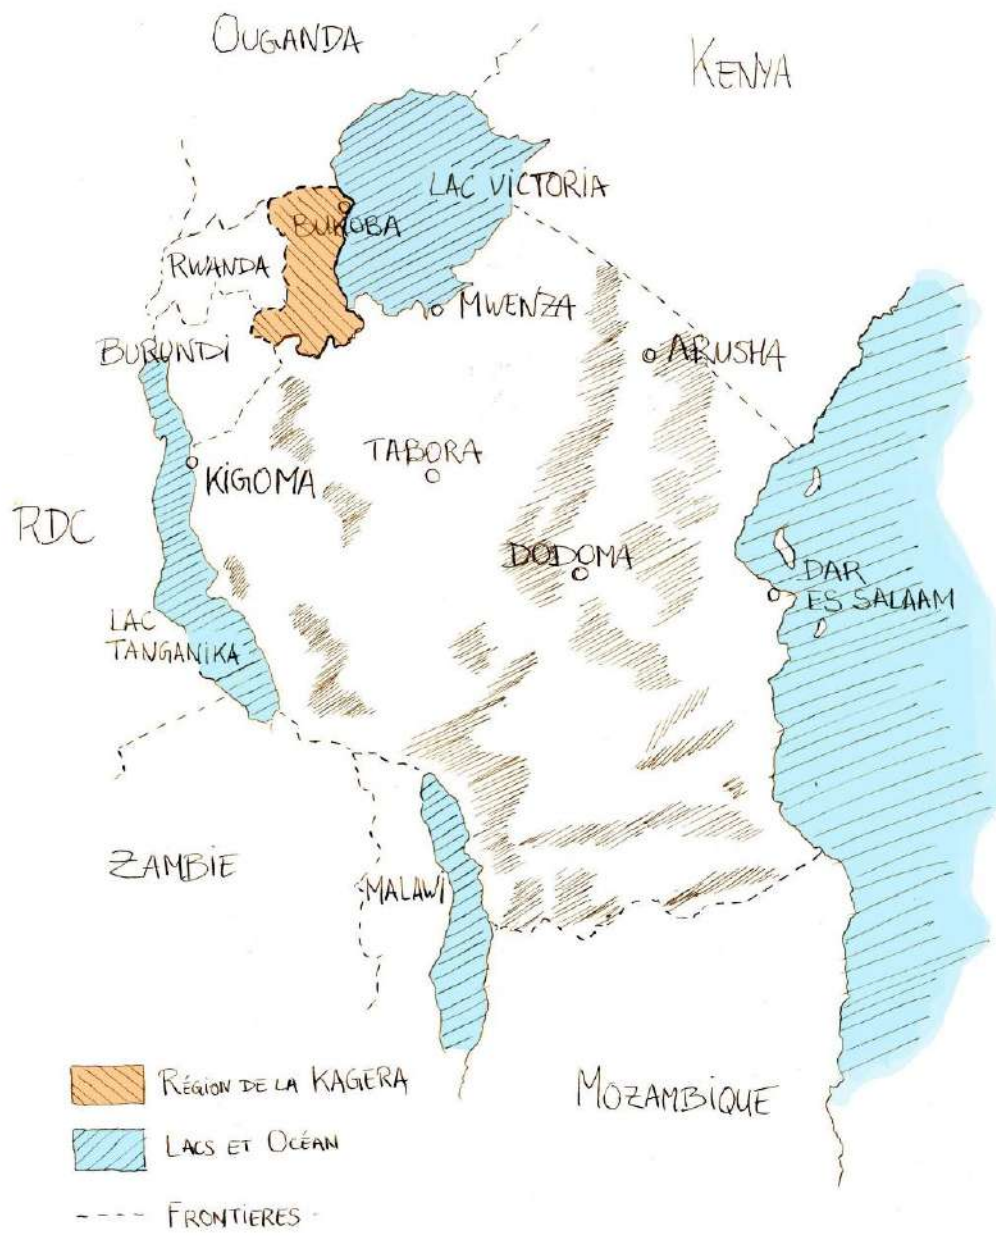 OUGANDA
KENYA
LAC VICTORIA
BUKOBA
RWANDA
MWENZA
BURUNDI
ARUSHA
TABORA
KIGOMA
RDC
DODOMA
DAR
ES SALAAM
LAC
TANGANIKA
ZAMBIE
MALAWI
RÉGION DE LA KAGERA
MOZAMBIQUE
LACS ET OCÉAN
FRONTIERES